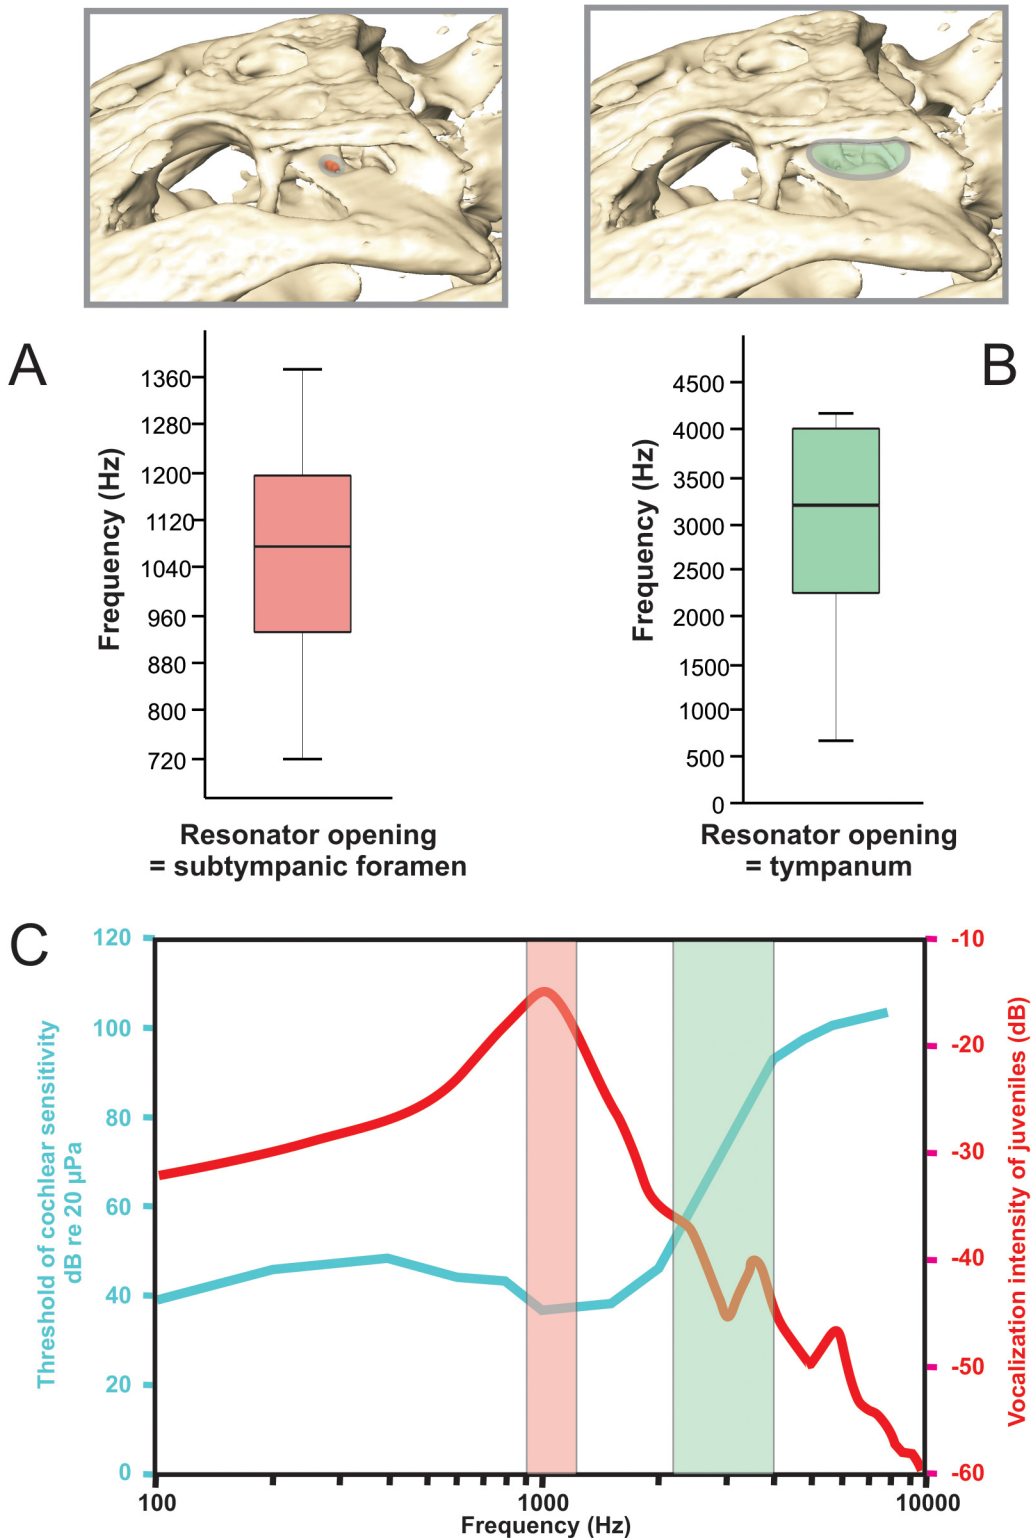 A
Frequency (Hz)
1360
1280
1200
1120
1040
960
880
800
720
Resonator opening
= subtympanic foramen
B
Frequency (Hz)
4500
4000
3500
3000
2500
2000
1500
1000
500
0
Resonator opening
= tympanum
C
Threshold of cochlear sensitivity
dB re 20 µPa
120
100
80
60
40
20
0
-10
-20
-30
-40
-50
-60
Vocalization intensity of juveniles (dB)
100
1000
10000
Frequency (Hz)